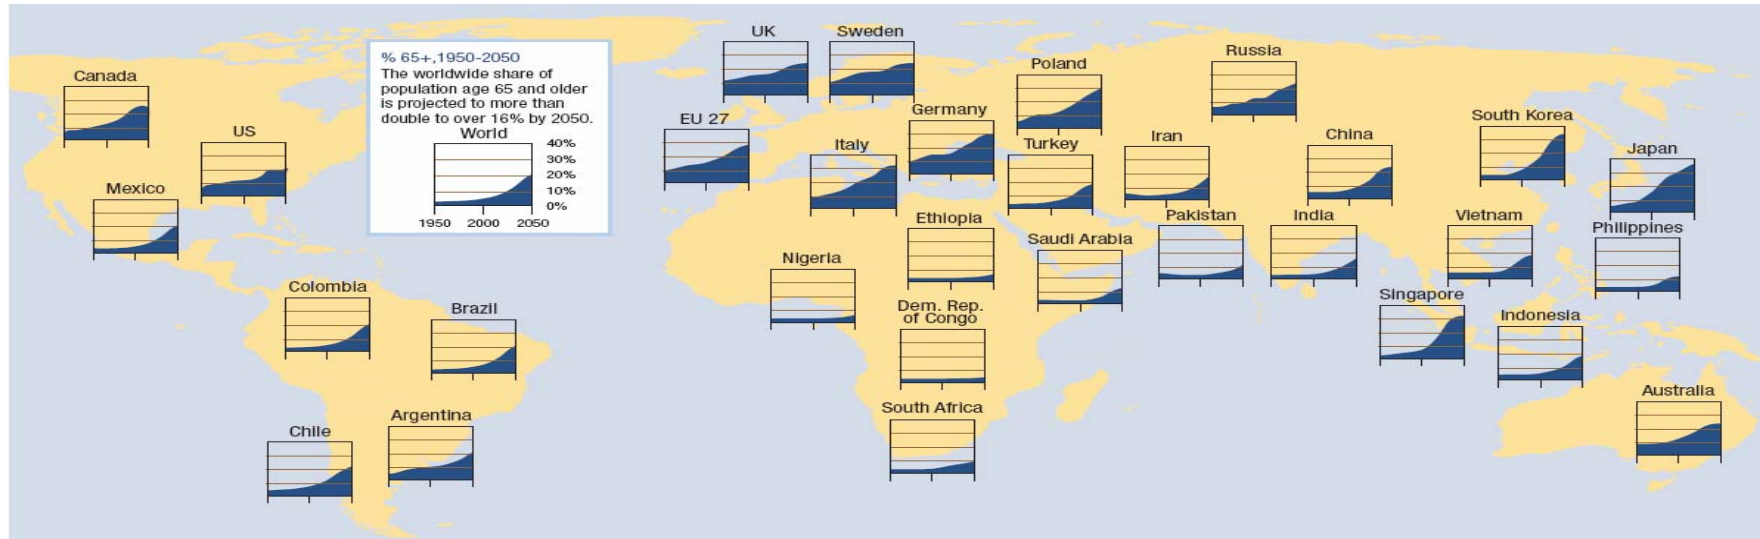 UK
Sweden
Russia
Canada
% 65+,1950-2050
The worldwide share of
population age 65 and older
is projected to more than
double to over 16% by 2050.
World
40%
30%
20%
10%
0%
1950 2000 2050
Poland
Germany
EU 27
US
Italy
Turkey
Iran
China
South Korea
Japan
Mexico
Ethiopia
Pakistan
India
Vietnam
Philippines
Saudi Arabia
Nigeria
Colombia
Brazil
Dem. Rep.
of Congo
Singapore
Indonesia
Australia
South Africa
Argentina
Chile